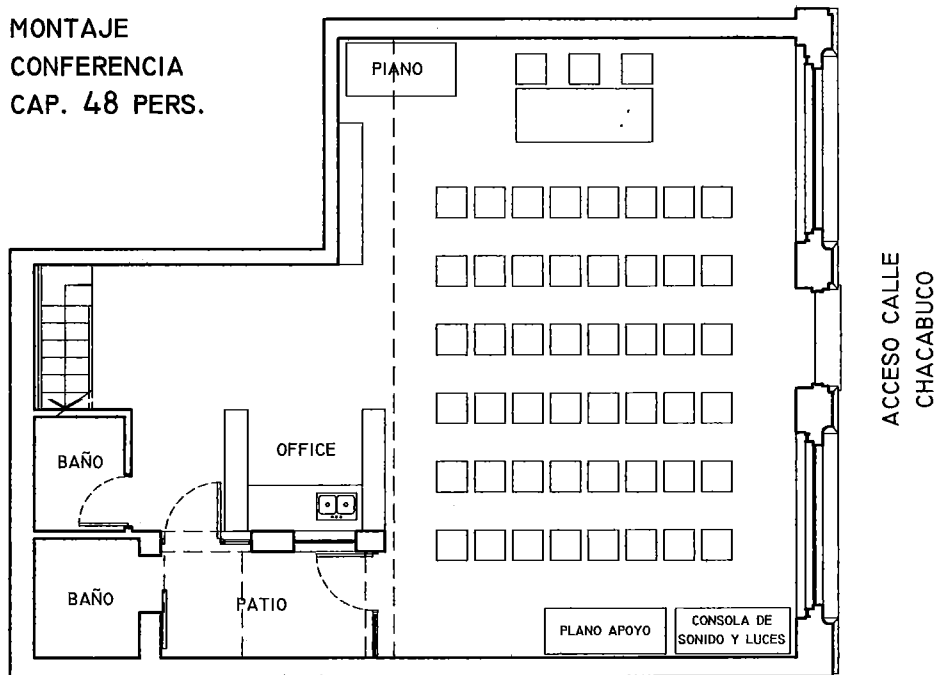 MONTAJE
CONFERENCIA
CAP. 48 PERS.
PIANO
ACCESO CALLE
CHACABUCO
OFFICE
BAÑO
BAÑO
PATIO
PLANO APOYO
CONSOLA DE
SONIDO Y LUCES